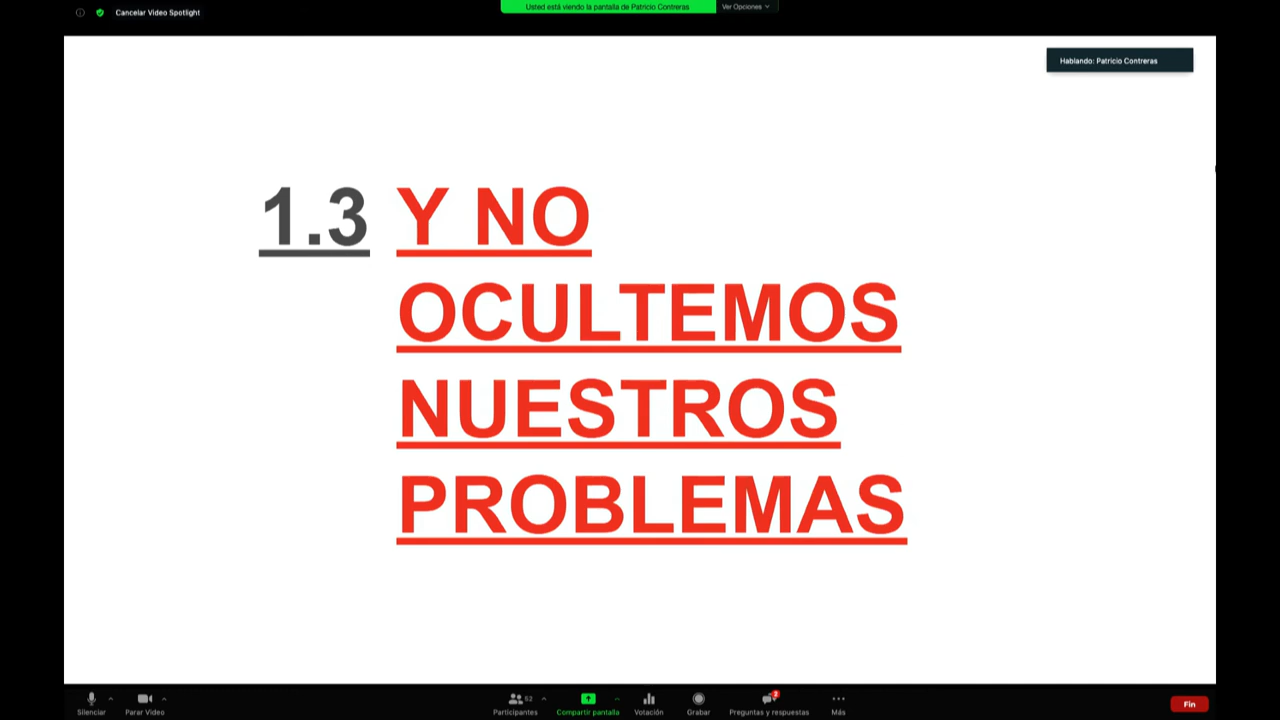 Cancelar Video Spotlight
Usted está viendo la pantalla de Patricio Contreras
Ver Opciones
Hablando: Patricio Contreras
1.3 Y NO
OCULTEMOS
NUESTROS
PROBLEMAS
Silenciar
Parar Video
Participantes
52
Compartir pantalla
Votación
Grabar
Preguntas y respuestas
Más
Fin